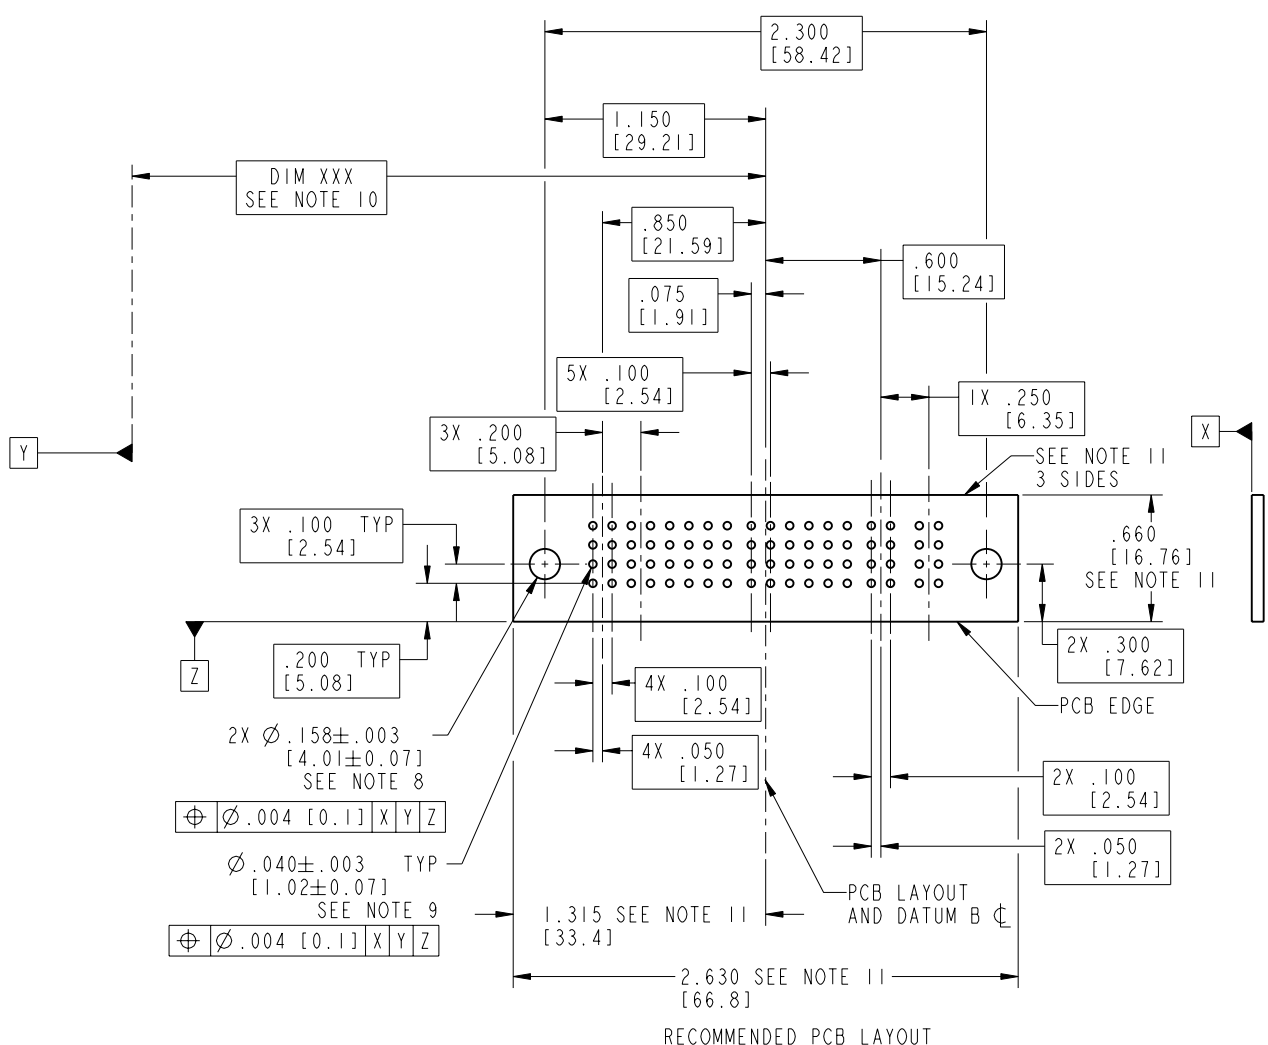 2.300
[58.42]
1.150
[29.21]
DIM XXX
SEE NOTE 10
.850
[21.59]
.600
[15.24]
.075
[1.91]
5X .100
[2.54]
1X .250
[6.35]
3X .200
[5.08]
X
Y
SEE NOTE 11
3 SIDES
3X .100 TYP
[2.54]
.660
[16.76]
SEE NOTE 11
2X .300
[7.62]
.200 TYP
[5.08]
Z
4X .100
[2.54]
PCB EDGE
2X Ø.158±.003
[4.01±0.07]
SEE NOTE 8
4X .050
[1.27]
2X .100
[2.54]
⌖ Ø.004 [0.1] X Y Z
2X .050
[1.27]
Ø.040±.003 TYP
[1.02±0.07]
SEE NOTE 9
PCB LAYOUT
AND DATUM B ℄
1.315 SEE NOTE 11
[33.4]
⌖ Ø.004 [0.1] X Y Z
2.630 SEE NOTE 11
[66.8]
RECOMMENDED PCB LAYOUT